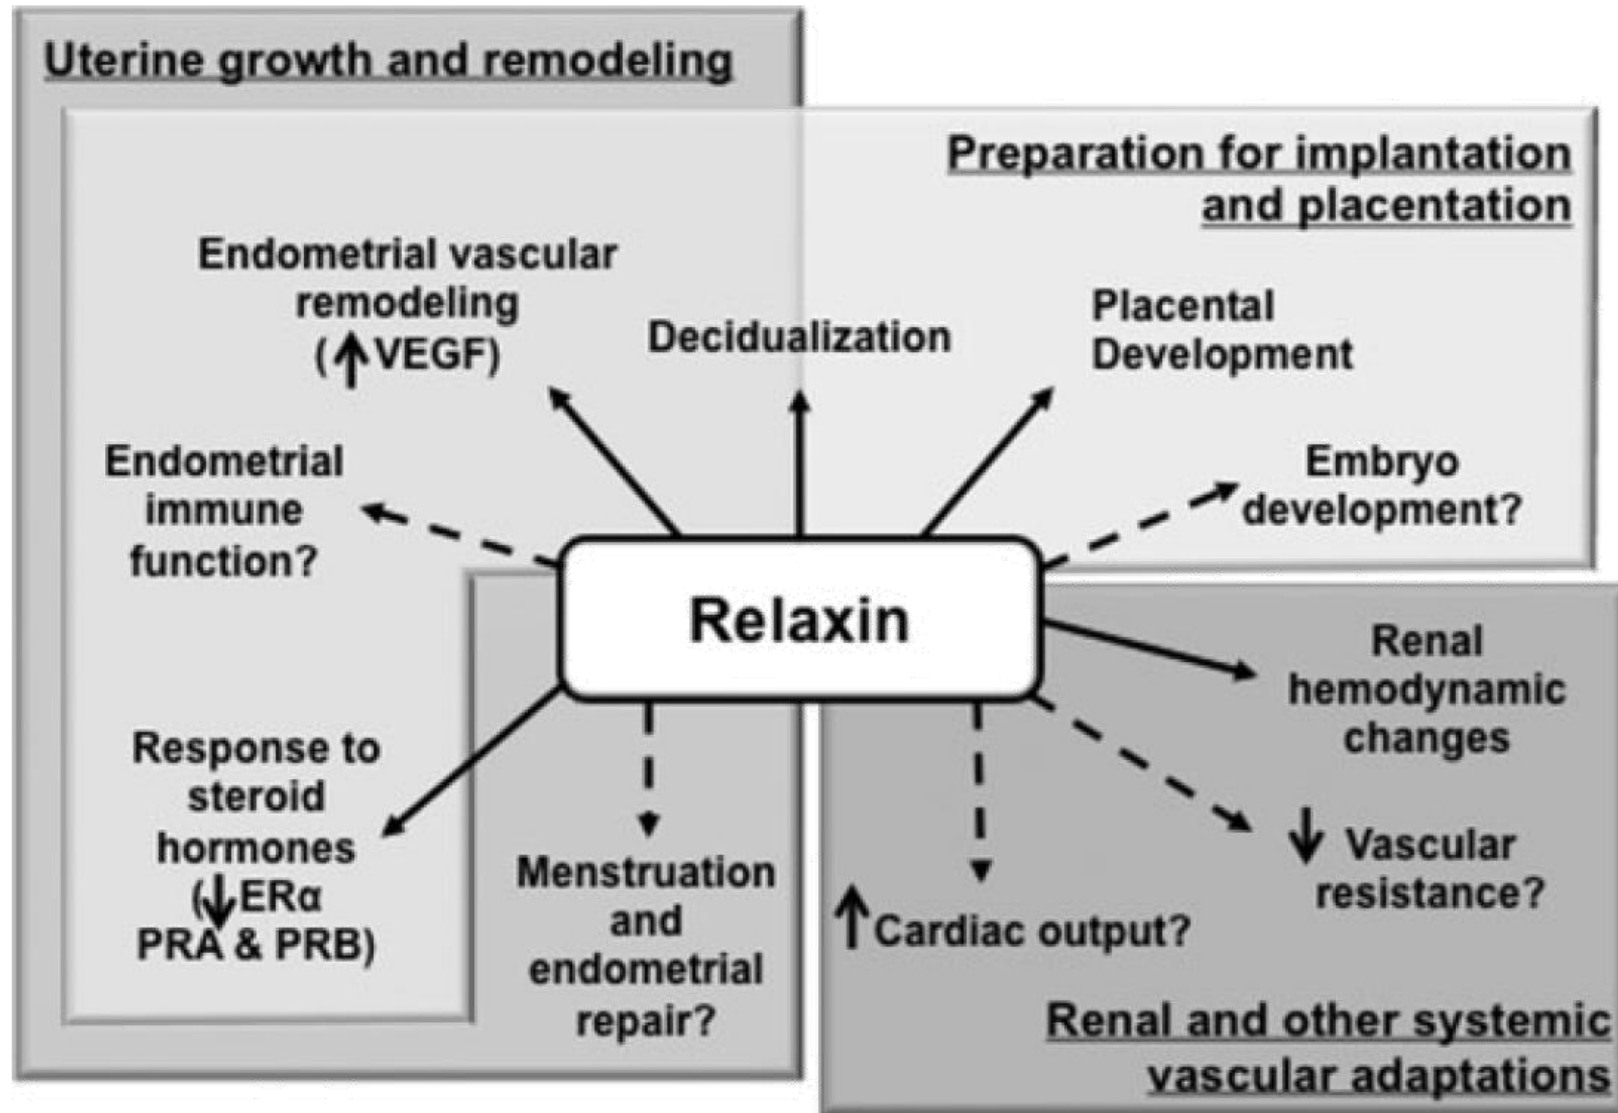 Uterine growth and remodeling
Preparation for implantation
and placentation
Endometrial vascular
remodeling
(↑VEGF)
Decidualization
Placental
Development
Endometrial
immune
function?
Embryo
development?
Relaxin
Renal
hemodynamic
changes
Response to
steroid
hormones
(↓ERα
PRA & PRB)
Menstruation
and
endometrial
repair?
↑Cardiac output?
↓ Vascular
resistance?
Renal and other systemic
vascular adaptations